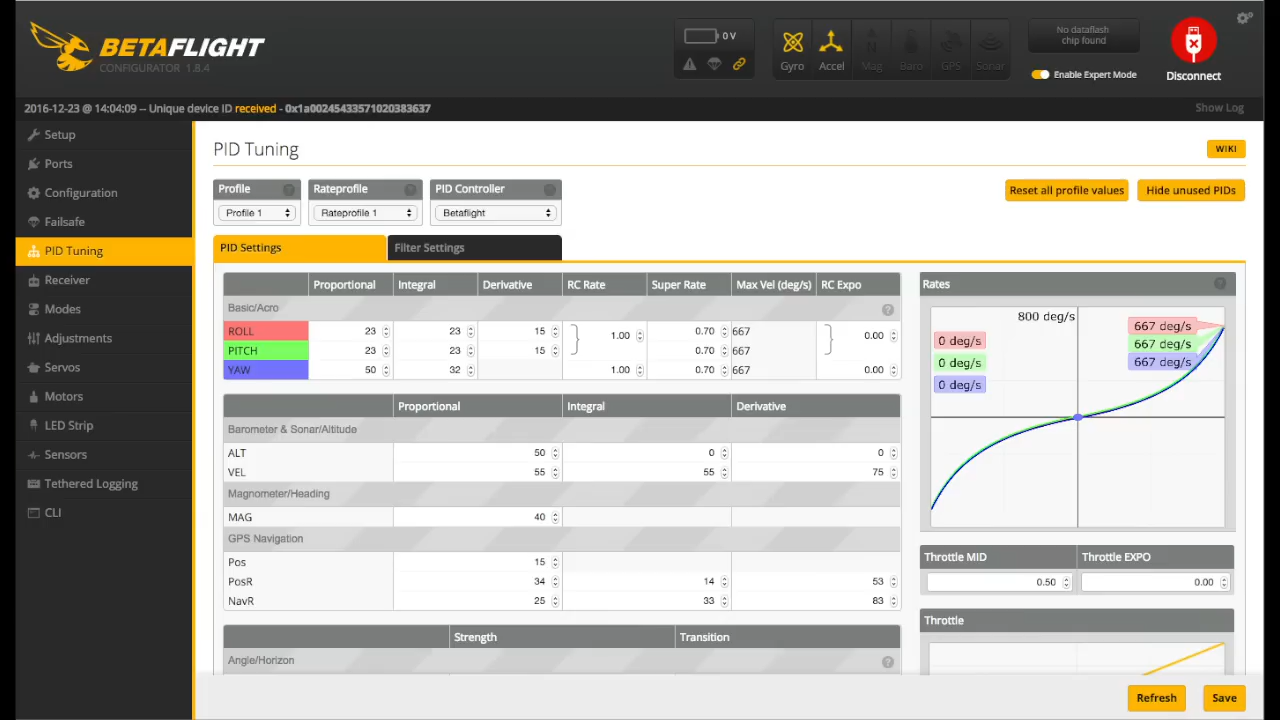 BETAFLIGHT
CONFIGURATOR 1.8.4
0 V
Gyro Accel Mag Baro GPS Sonar
No dataflash
chip found
Enable Expert Mode
Disconnect
2016-12-23 @ 14:04:09 -- Unique device ID received - 0x1a0024543357102038363​7
Show Log
Setup
Ports
Configuration
Failsafe
PID Tuning
Receiver
Modes
Adjustments
Servos
Motors
LED Strip
Sensors
Tethered Logging
CLI
PID Tuning
WIKI
Profile Rateprofile PID Controller
Profile 1 Rateprofile 1 Betaflight
Reset all profile values Hide unused PIDs
PID Settings Filter Settings
Proportional Integral Derivative RC Rate Super Rate Max Vel (deg/s) RC Expo
Basic/Acro
ROLL 23 23 15 1.00 0.70 667 0.00
PITCH 23 23 15 0.70 667
YAW 50 32 1.00 0.70 667 0.00
Proportional Integral Derivative
Barometer & Sonar/Altitude
ALT 50 0 0
VEL 55 55 75
Magnometer/Heading
MAG 40
GPS Navigation
Pos 15
PosR 34 14 53
NavR 25 33 83
Strength Transition
Angle/Horizon
Rates
800 deg/s
0 deg/s 667 deg/s
0 deg/s 667 deg/s
0 deg/s 667 deg/s
Throttle MID Throttle EXPO
0.50 0.00
Throttle
Refresh Save